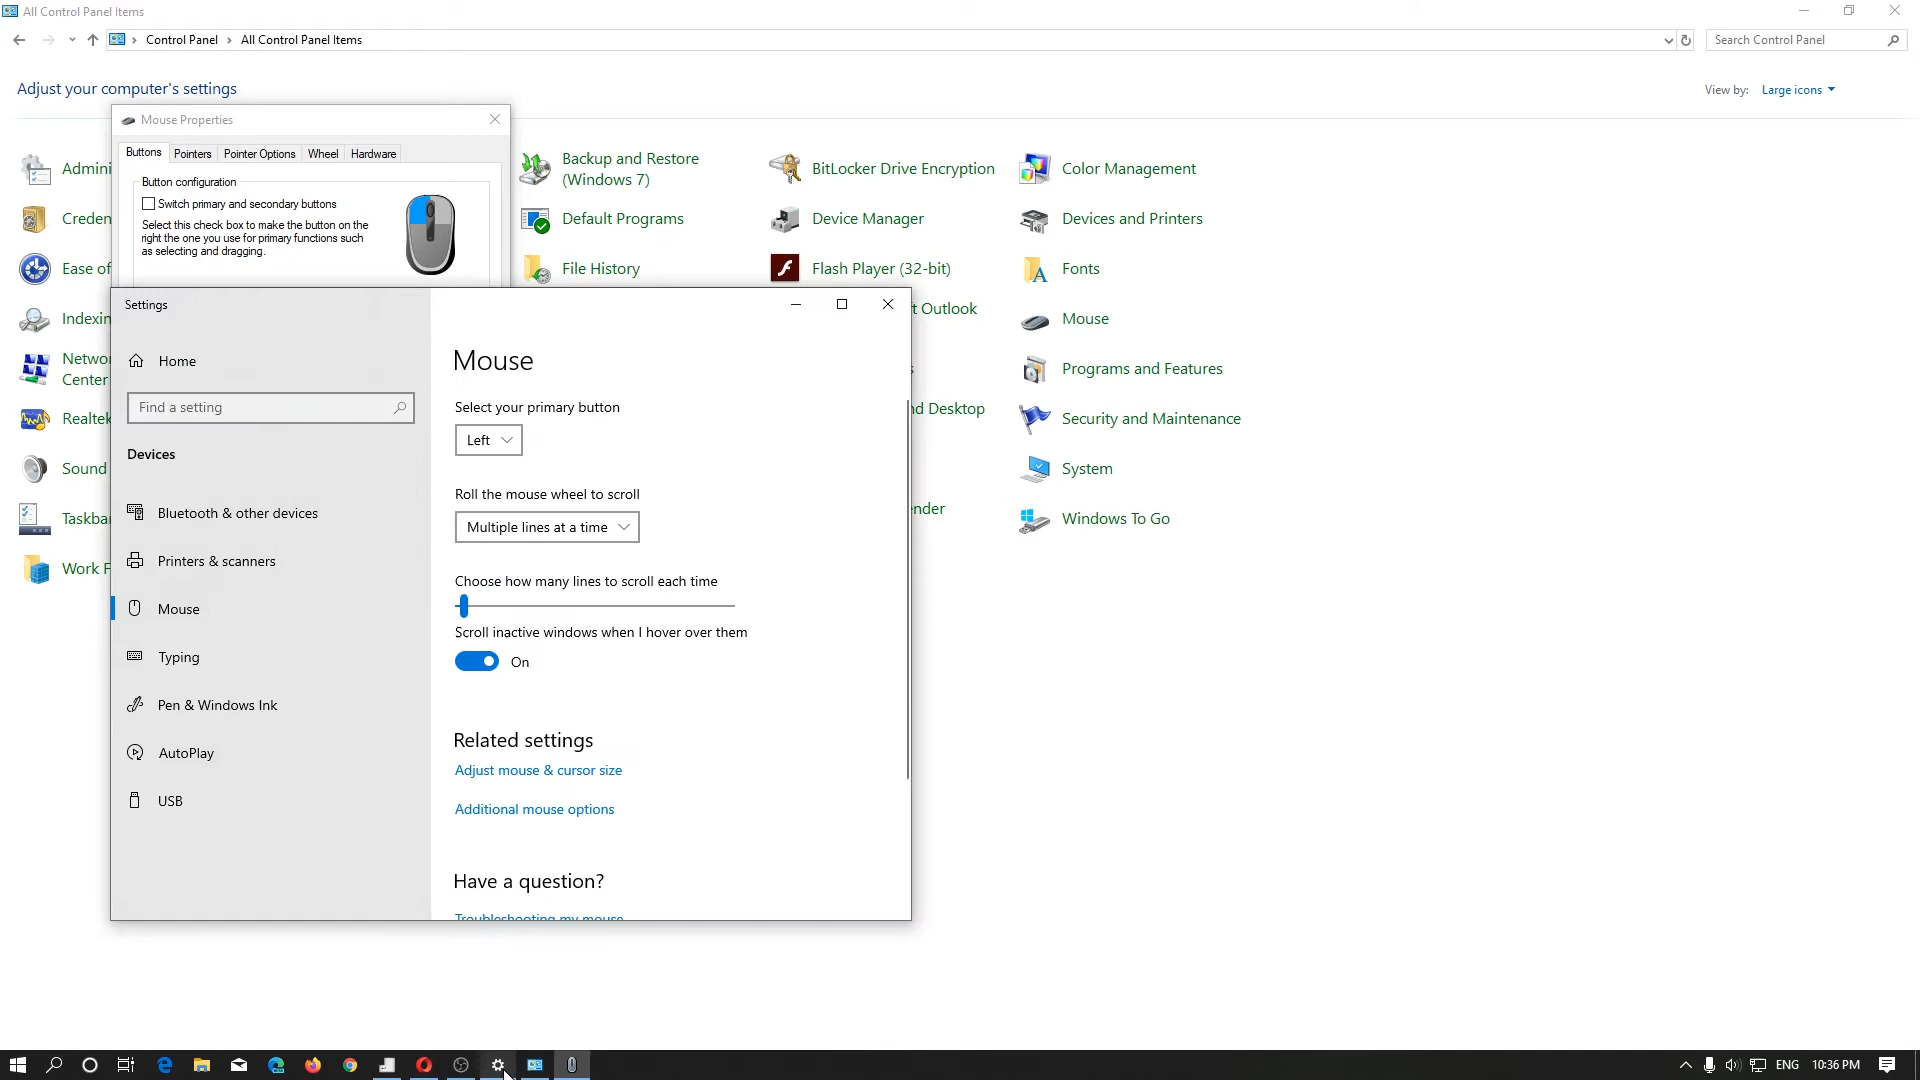 All Control Panel Items
Control Panel › All Control Panel Items
Search Control Panel
Adjust your computer's settings
View by: Large icons
Mouse Properties
Buttons Pointers Pointer Options Wheel Hardware
Button configuration
Switch primary and secondary buttons
Select this check box to make the button on the
right the one you use for primary functions such
as selecting and dragging.
Admini
Backup and Restore
(Windows 7)
BitLocker Drive Encryption
Color Management
Creden
Default Programs
Device Manager
Devices and Printers
Ease of
File History
Flash Player (32-bit)
Fonts
Indexin
t Outlook
Mouse
Networ
Center
s
Programs and Features
Realtek
nd Desktop
Security and Maintenance
Sound
System
Taskbar
ender
Windows To Go
Work F
Settings
Home
Find a setting
Devices
Bluetooth & other devices
Printers & scanners
Mouse
Typing
Pen & Windows Ink
AutoPlay
USB
Mouse
Select your primary button
Left
Roll the mouse wheel to scroll
Multiple lines at a time
Choose how many lines to scroll each time
Scroll inactive windows when I hover over them
On
Related settings
Adjust mouse & cursor size
Additional mouse options
Have a question?
Troubleshooting my mouse
ENG
10:36 PM